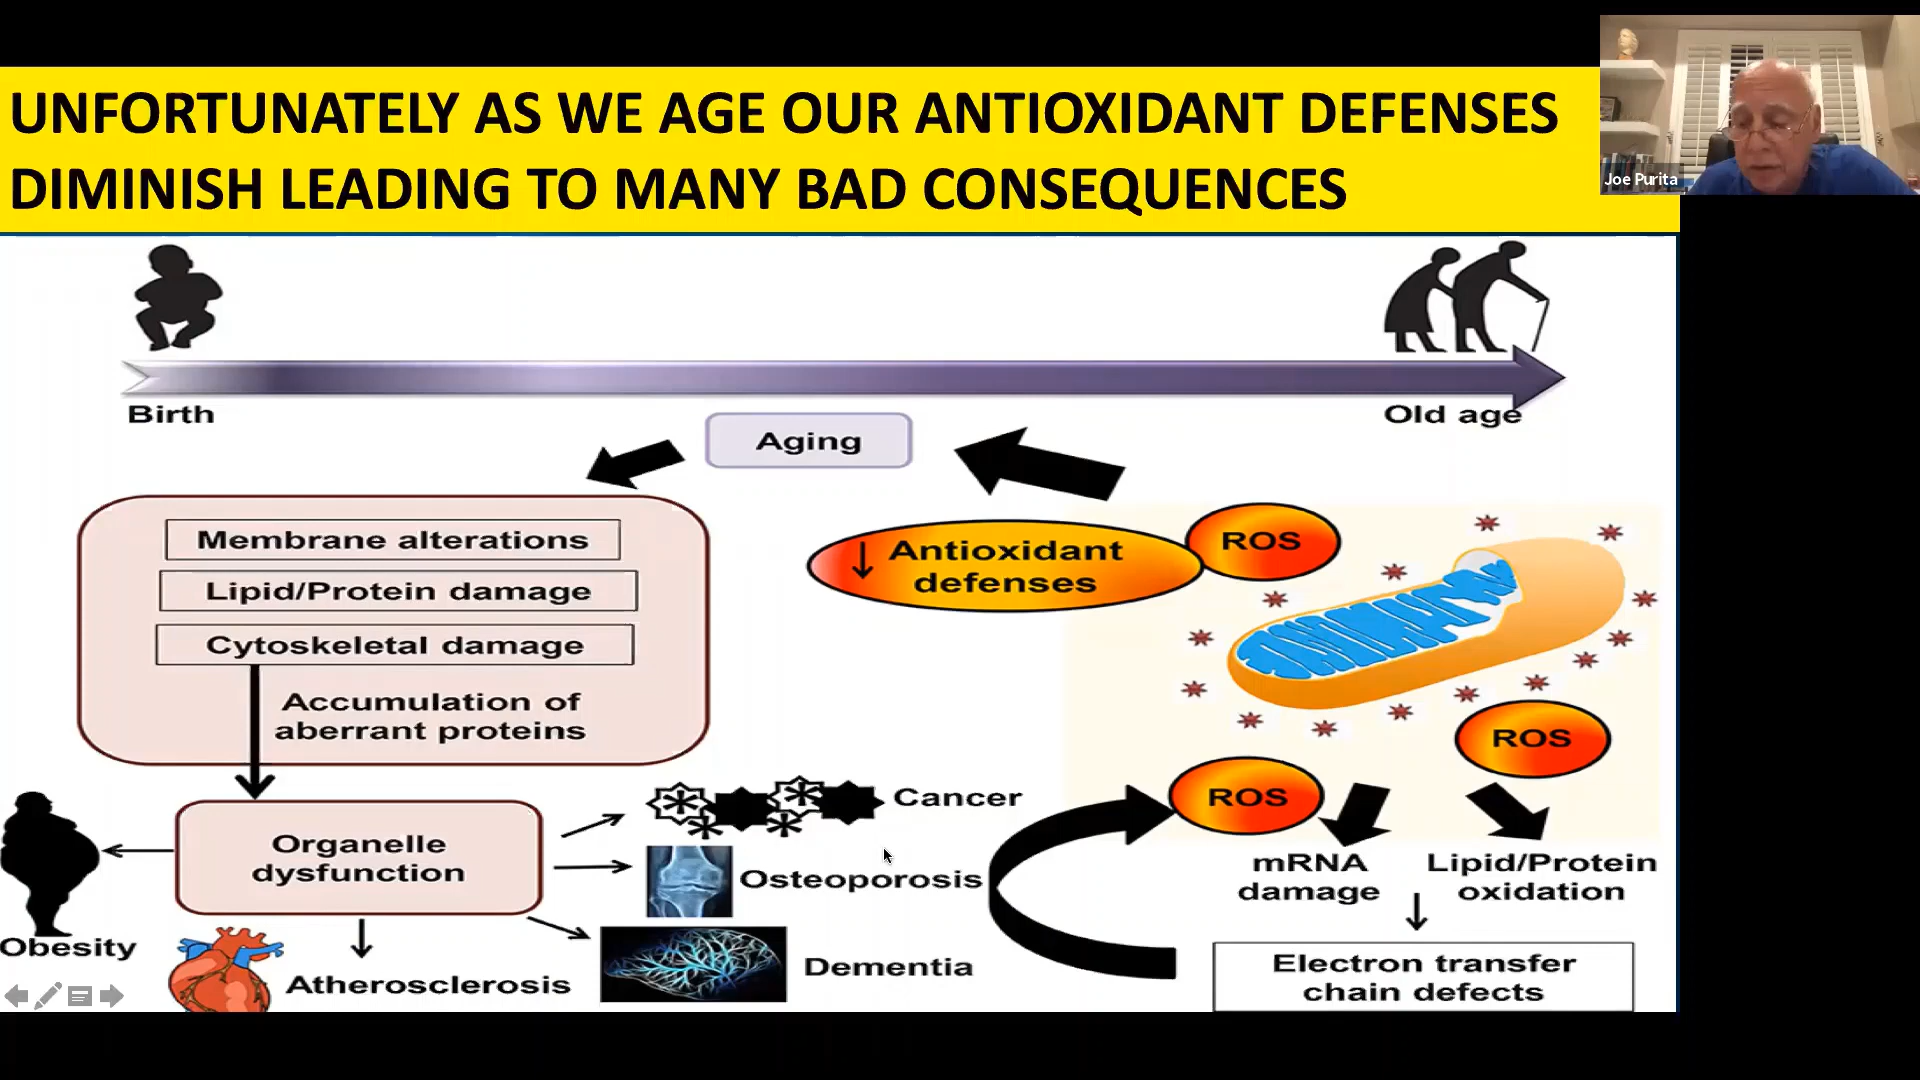 UNFORTUNATELY AS WE AGE OUR ANTIOXIDANT DEFENSES
DIMINISH LEADING TO MANY BAD CONSEQUENCES
Joe Purita
Birth
Old age
Aging
Membrane alterations
Lipid/Protein damage
Cytoskeletal damage
Accumulation of
aberrant proteins
↓ Antioxidant
defenses
ROS
ROS
ROS
mRNA
damage
Lipid/Protein
oxidation
Electron transfer
chain defects
Organelle
dysfunction
Cancer
Osteoporosis
Dementia
Atherosclerosis
Obesity